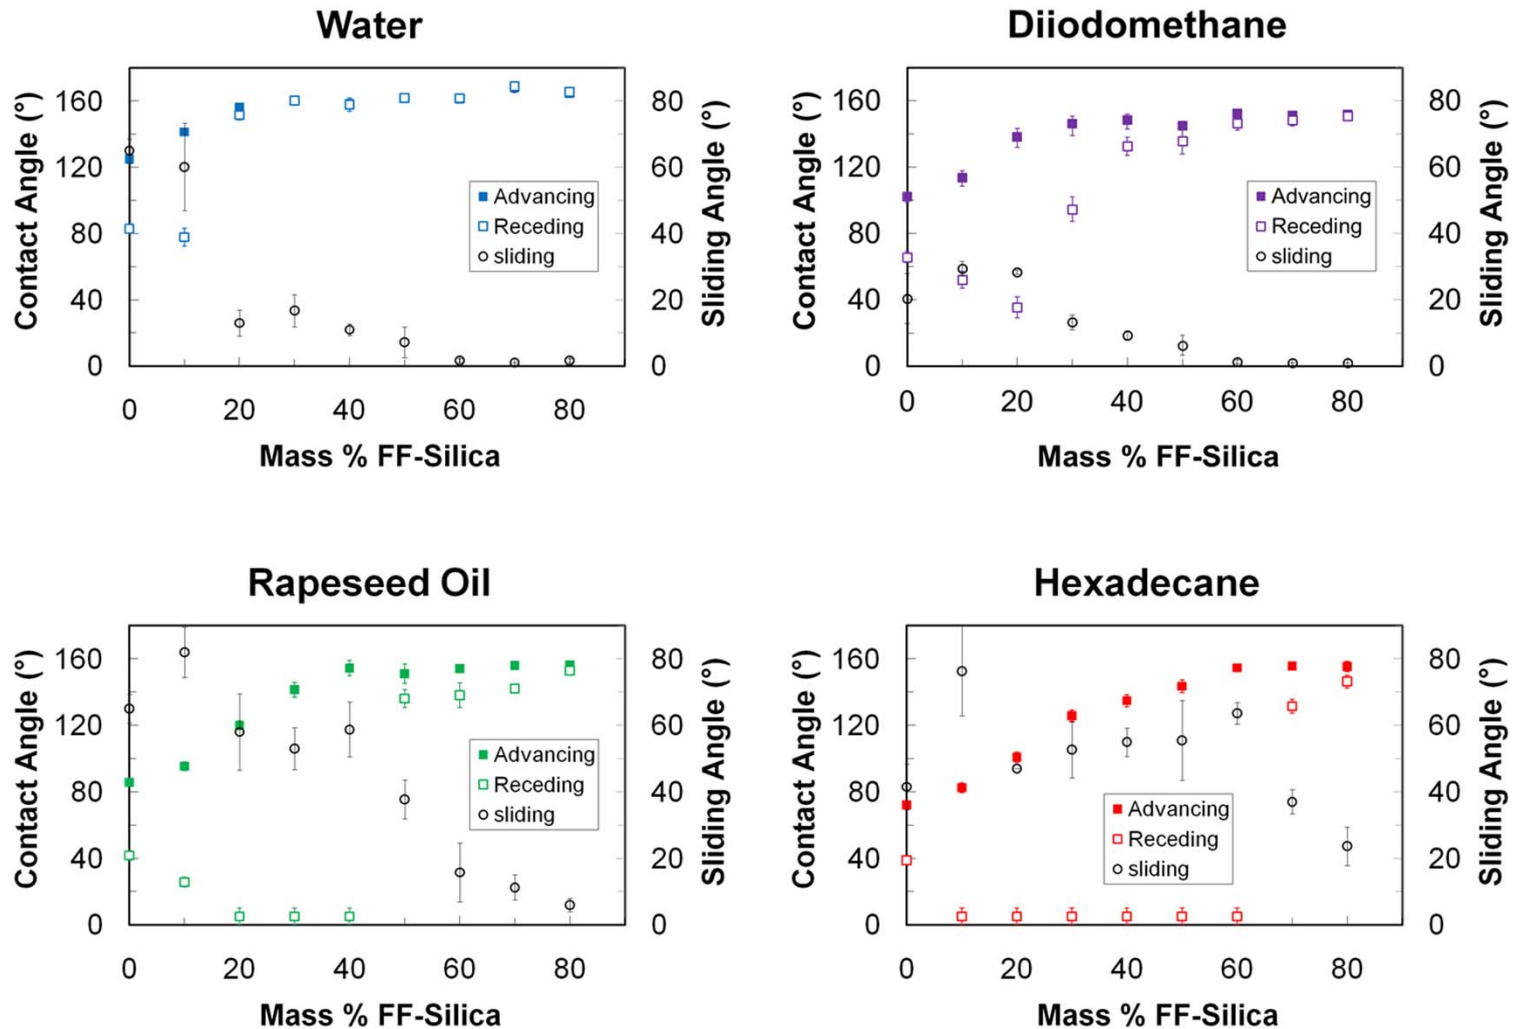 Water
Contact Angle (°)
160
120
80
40
0
80
60
40
20
0
Sliding Angle (°)
Advancing
Receding
sliding
0 20 40 60 80
Mass % FF-Silica
Diiodomethane
Contact Angle (°)
160
120
80
40
0
80
60
40
20
0
Sliding Angle (°)
Advancing
Receding
sliding
0 20 40 60 80
Mass % FF-Silica
Rapeseed Oil
Contact Angle (°)
160
120
80
40
0
80
60
40
20
0
Sliding Angle (°)
Advancing
Receding
sliding
0 20 40 60 80
Mass % FF-Silica
Hexadecane
Contact Angle (°)
160
120
80
40
0
80
60
40
20
0
Sliding Angle (°)
Advancing
Receding
sliding
0 20 40 60 80
Mass % FF-Silica